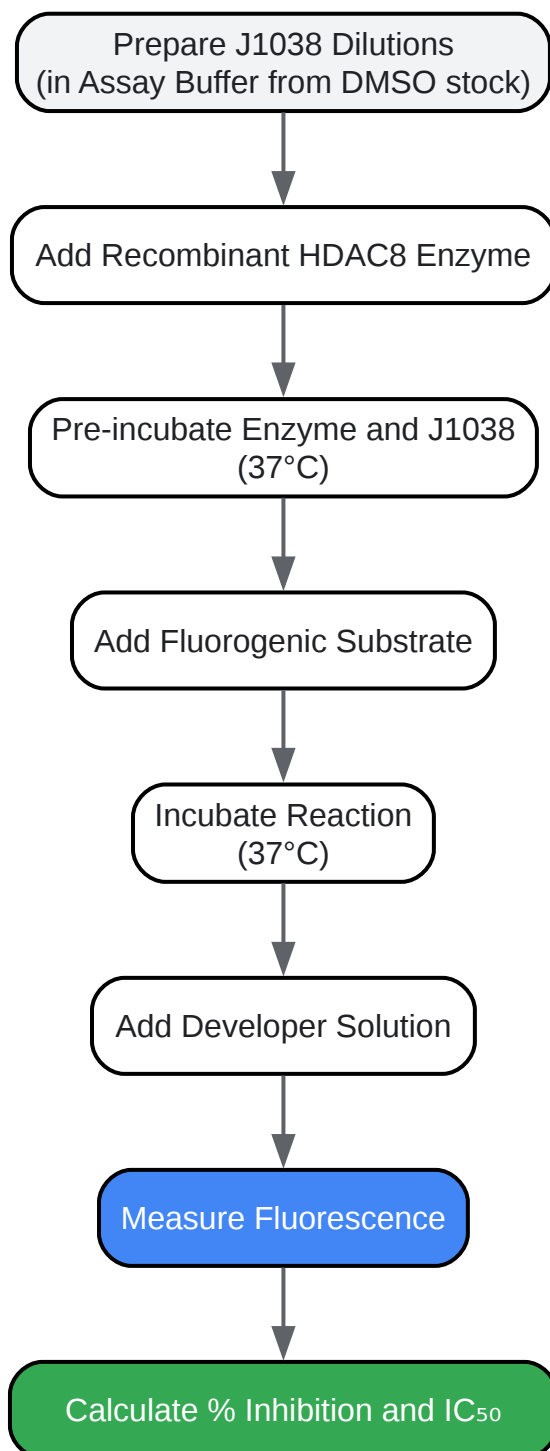 Prepare J1038 Dilutions
(in Assay Buffer from DMSO stock)
Add Recombinant HDAC8 Enzyme
Pre-incubate Enzyme and J1038
(37°C)
Add Fluorogenic Substrate
Incubate Reaction
(37°C)
Add Developer Solution
Measure Fluorescence
Calculate % Inhibition and IC₅₀